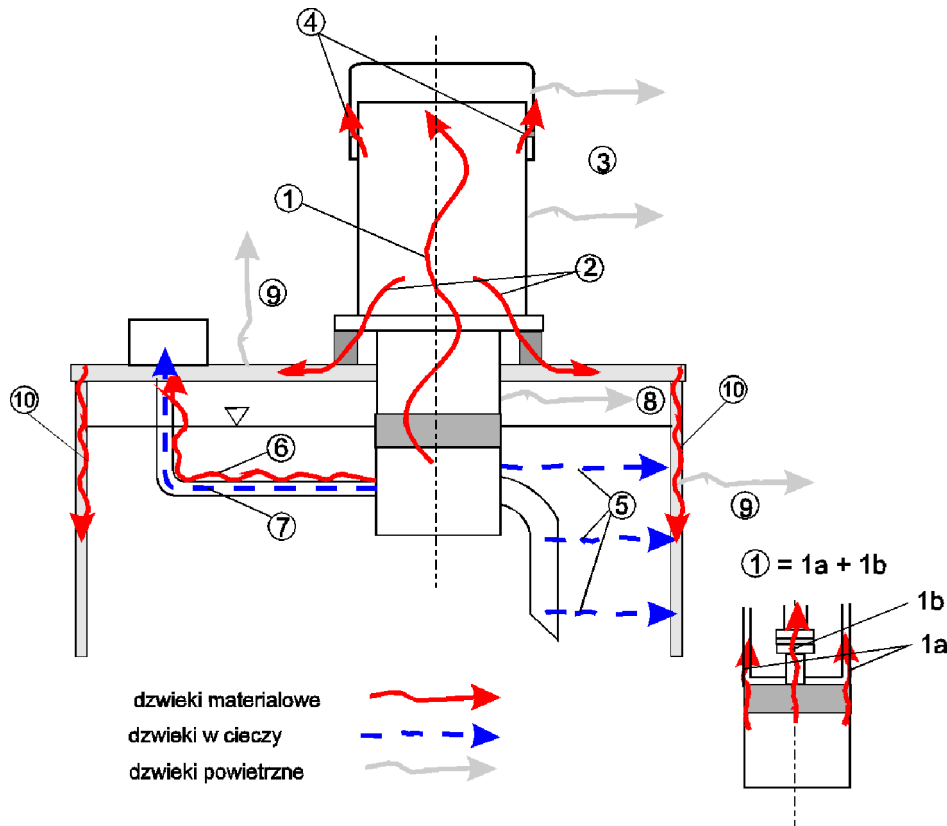 ④
③
①
②
⑨
⑩
⑧
⑩
⑥
⑤
⑨
⑦
① = 1a + 1b
1b
1a
dzwieki materialowe
dzwieki w cieczy
dzwieki powietrzne